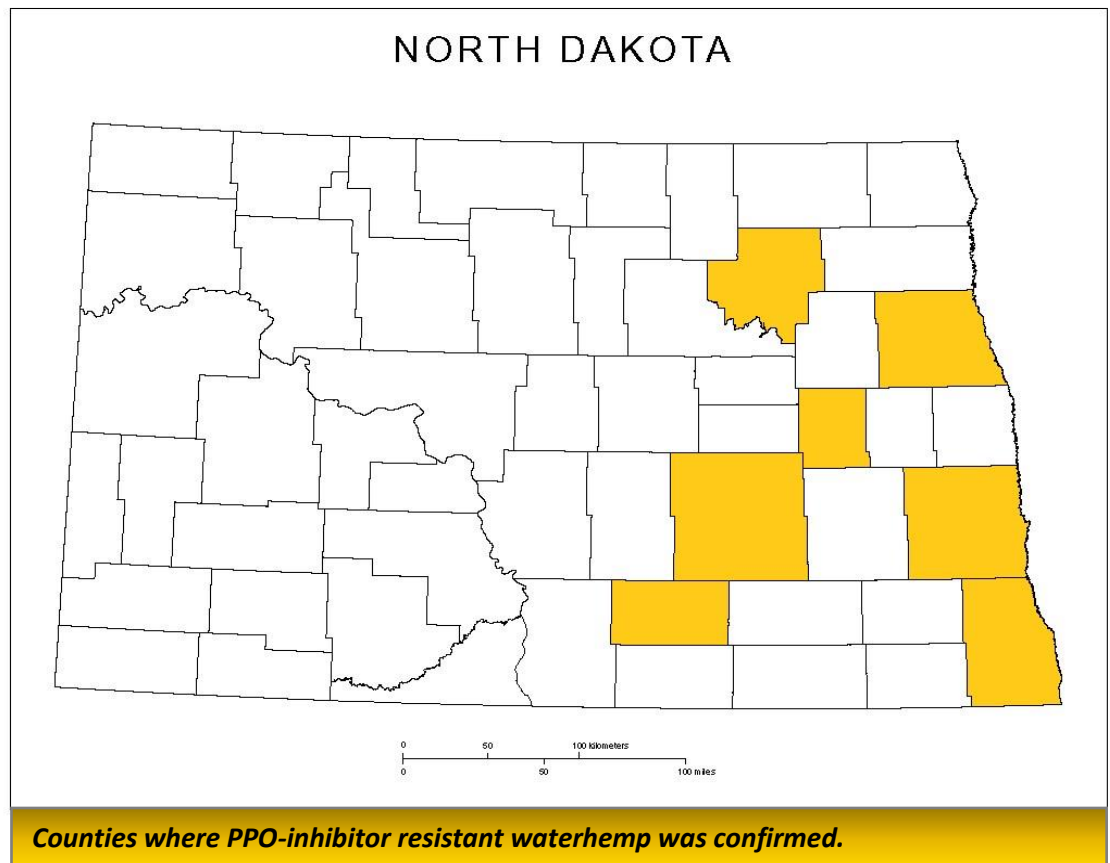 NORTH DAKOTA
0 50 100 kilometers
0 50 100 miles
Counties where PPO-inhibitor resistant waterhemp was confirmed.